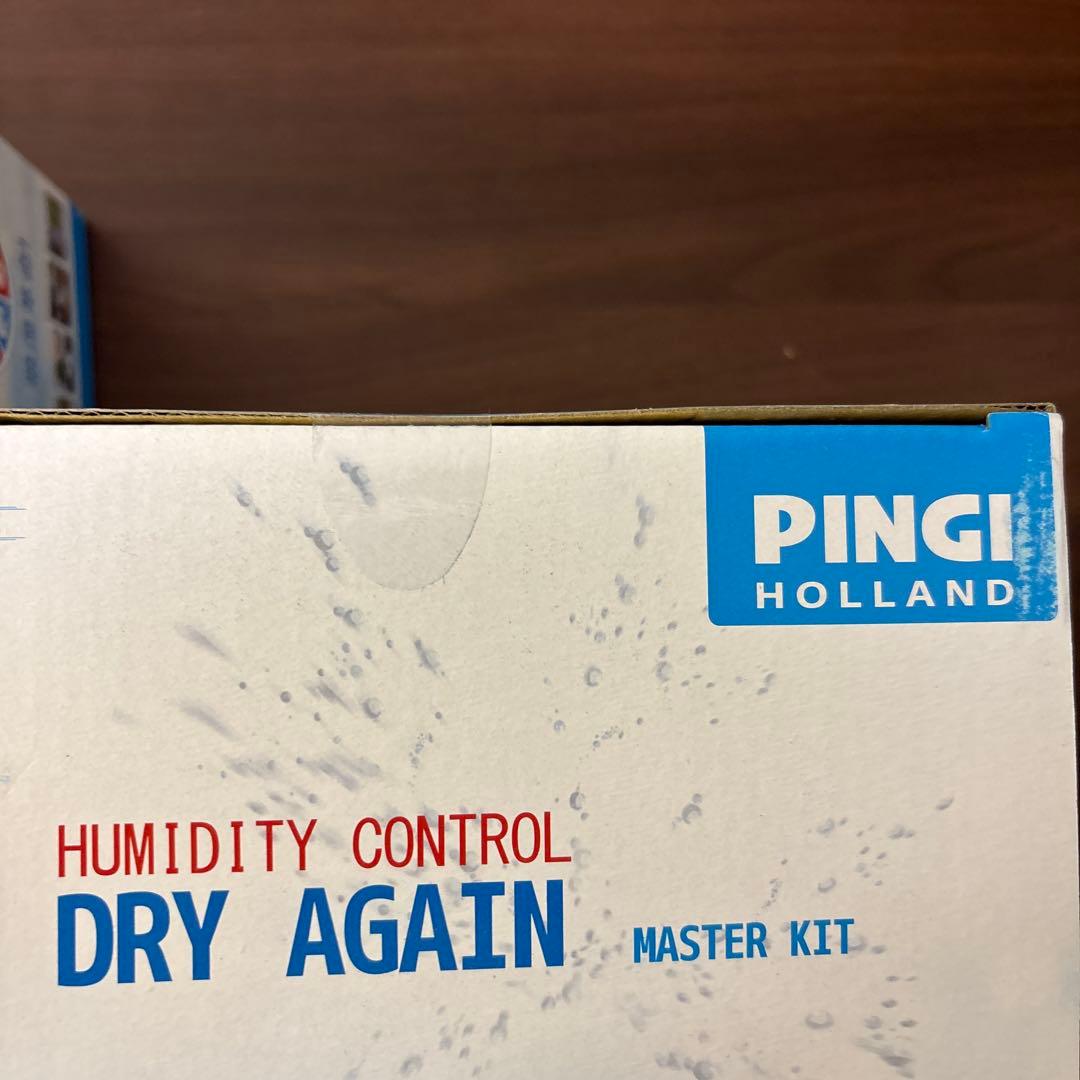 PINGI
HOLLAND
HUMIDITY CONTROL
DRY AGAIN
MASTER KIT